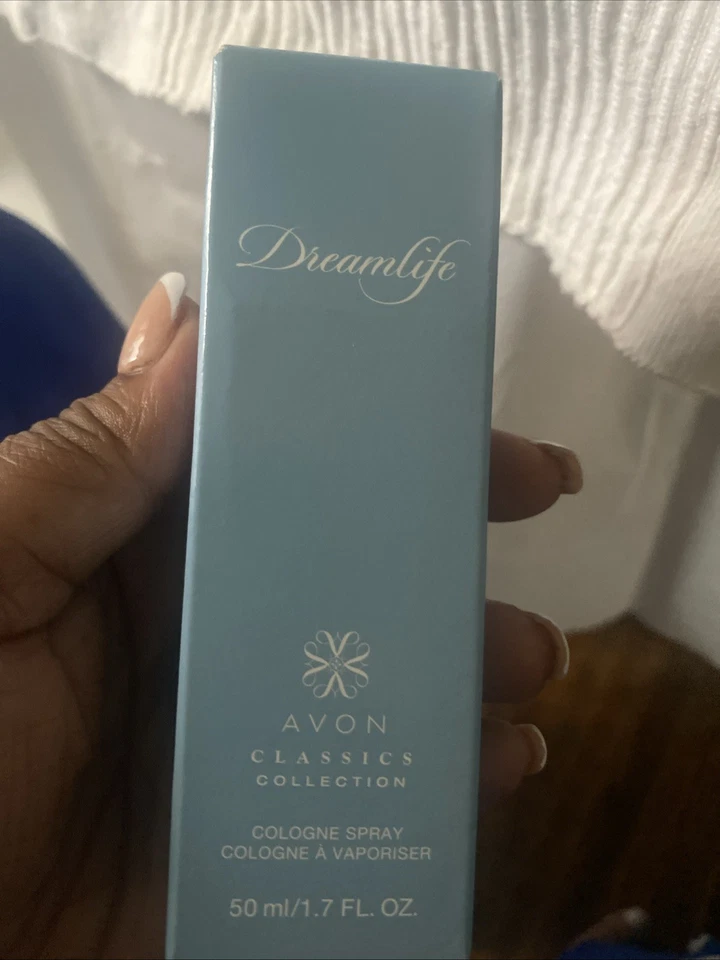 Dreamlife
AVON
CLASSICS
COLLECTION
COLOGNE SPRAY
COLOGNE À VAPORISER
50 ml/1.7 FL. OZ.